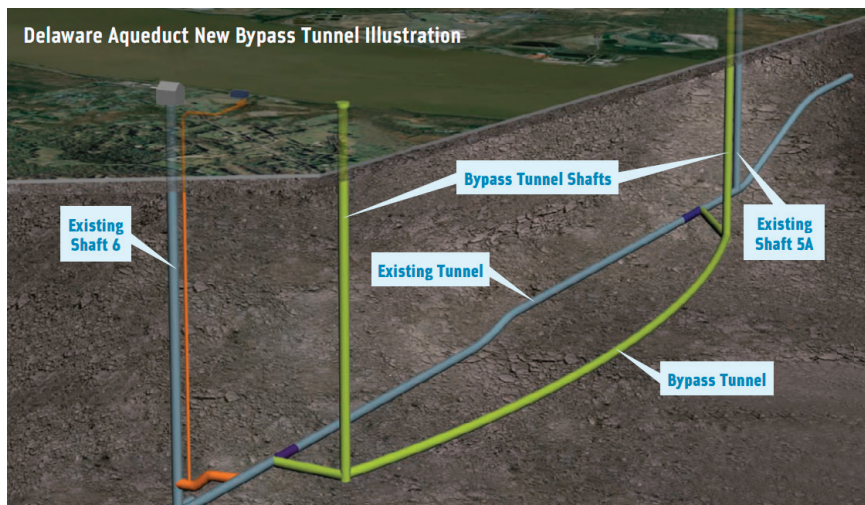 Delaware Aqueduct New Bypass Tunnel Illustration
Bypass Tunnel Shafts
Existing
Shaft 6
Existing
Shaft 5A
Existing Tunnel
Bypass Tunnel